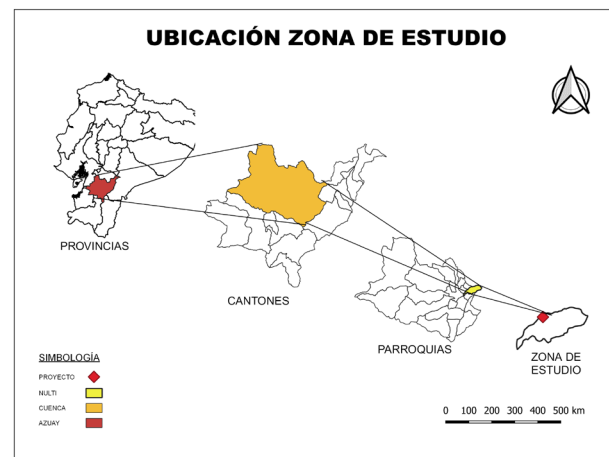 UBICACIÓN ZONA DE ESTUDIO
PROVINCIAS
CANTONES
PARROQUIAS
ZONA DE
ESTUDIO
SIMBOLOGÍA
PROYECTO
NULTI
CUENCA
AZUAY
0 100 200 300 400 500 km